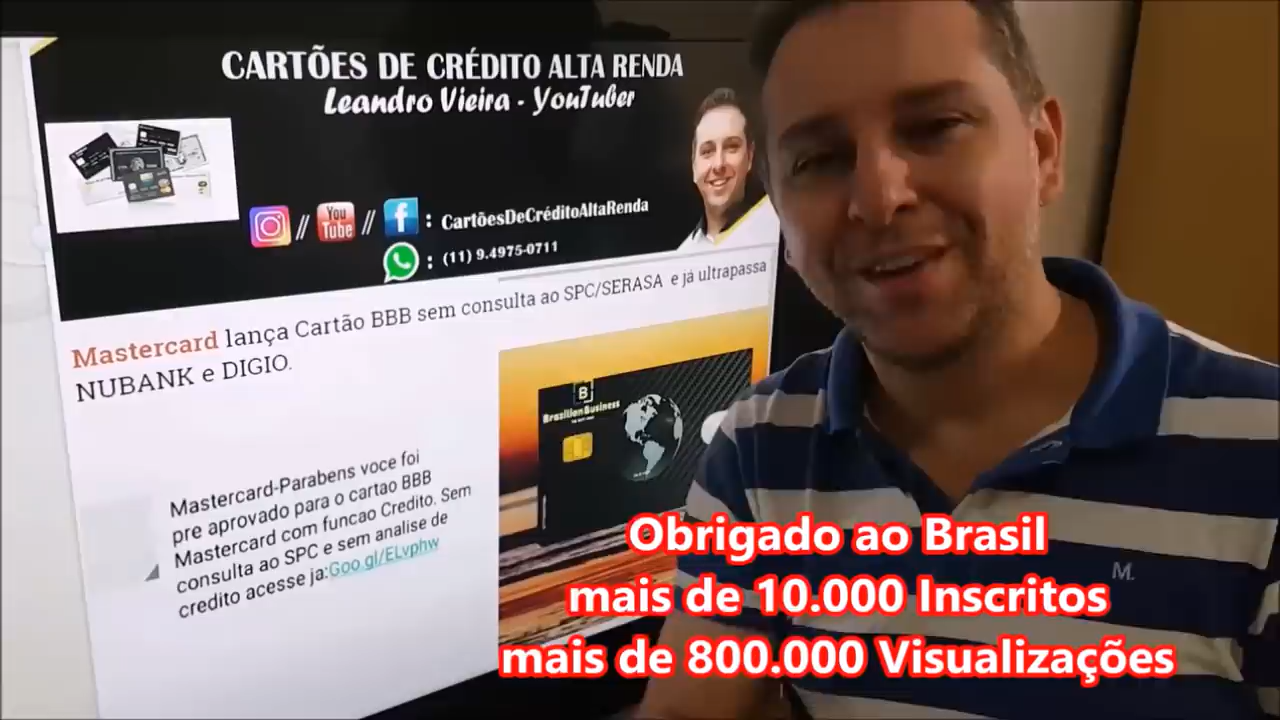 CARTÕES DE CRÉDITO ALTA RENDA
Leandro Vieira - YouTuber
You
Tube
// // : CartõesDeCréditoAltaRenda
: (11) 9.4975-0711
Mastercard lança Cartão BBB sem consulta ao SPC/SERASA e já ultrapassa
NUBANK e DIGIO.
B
Brazilian Business
Mastercard-Parabens voce foi
pre aprovado para o cartao BBB
Mastercard com funcao Credito. Sem
consulta ao SPC e sem analise de
credito acesse ja:Goo.gl/ELvphw
Obrigado ao Brasil
mais de 10.000 Inscritos
mais de 800.000 Visualizações
M.